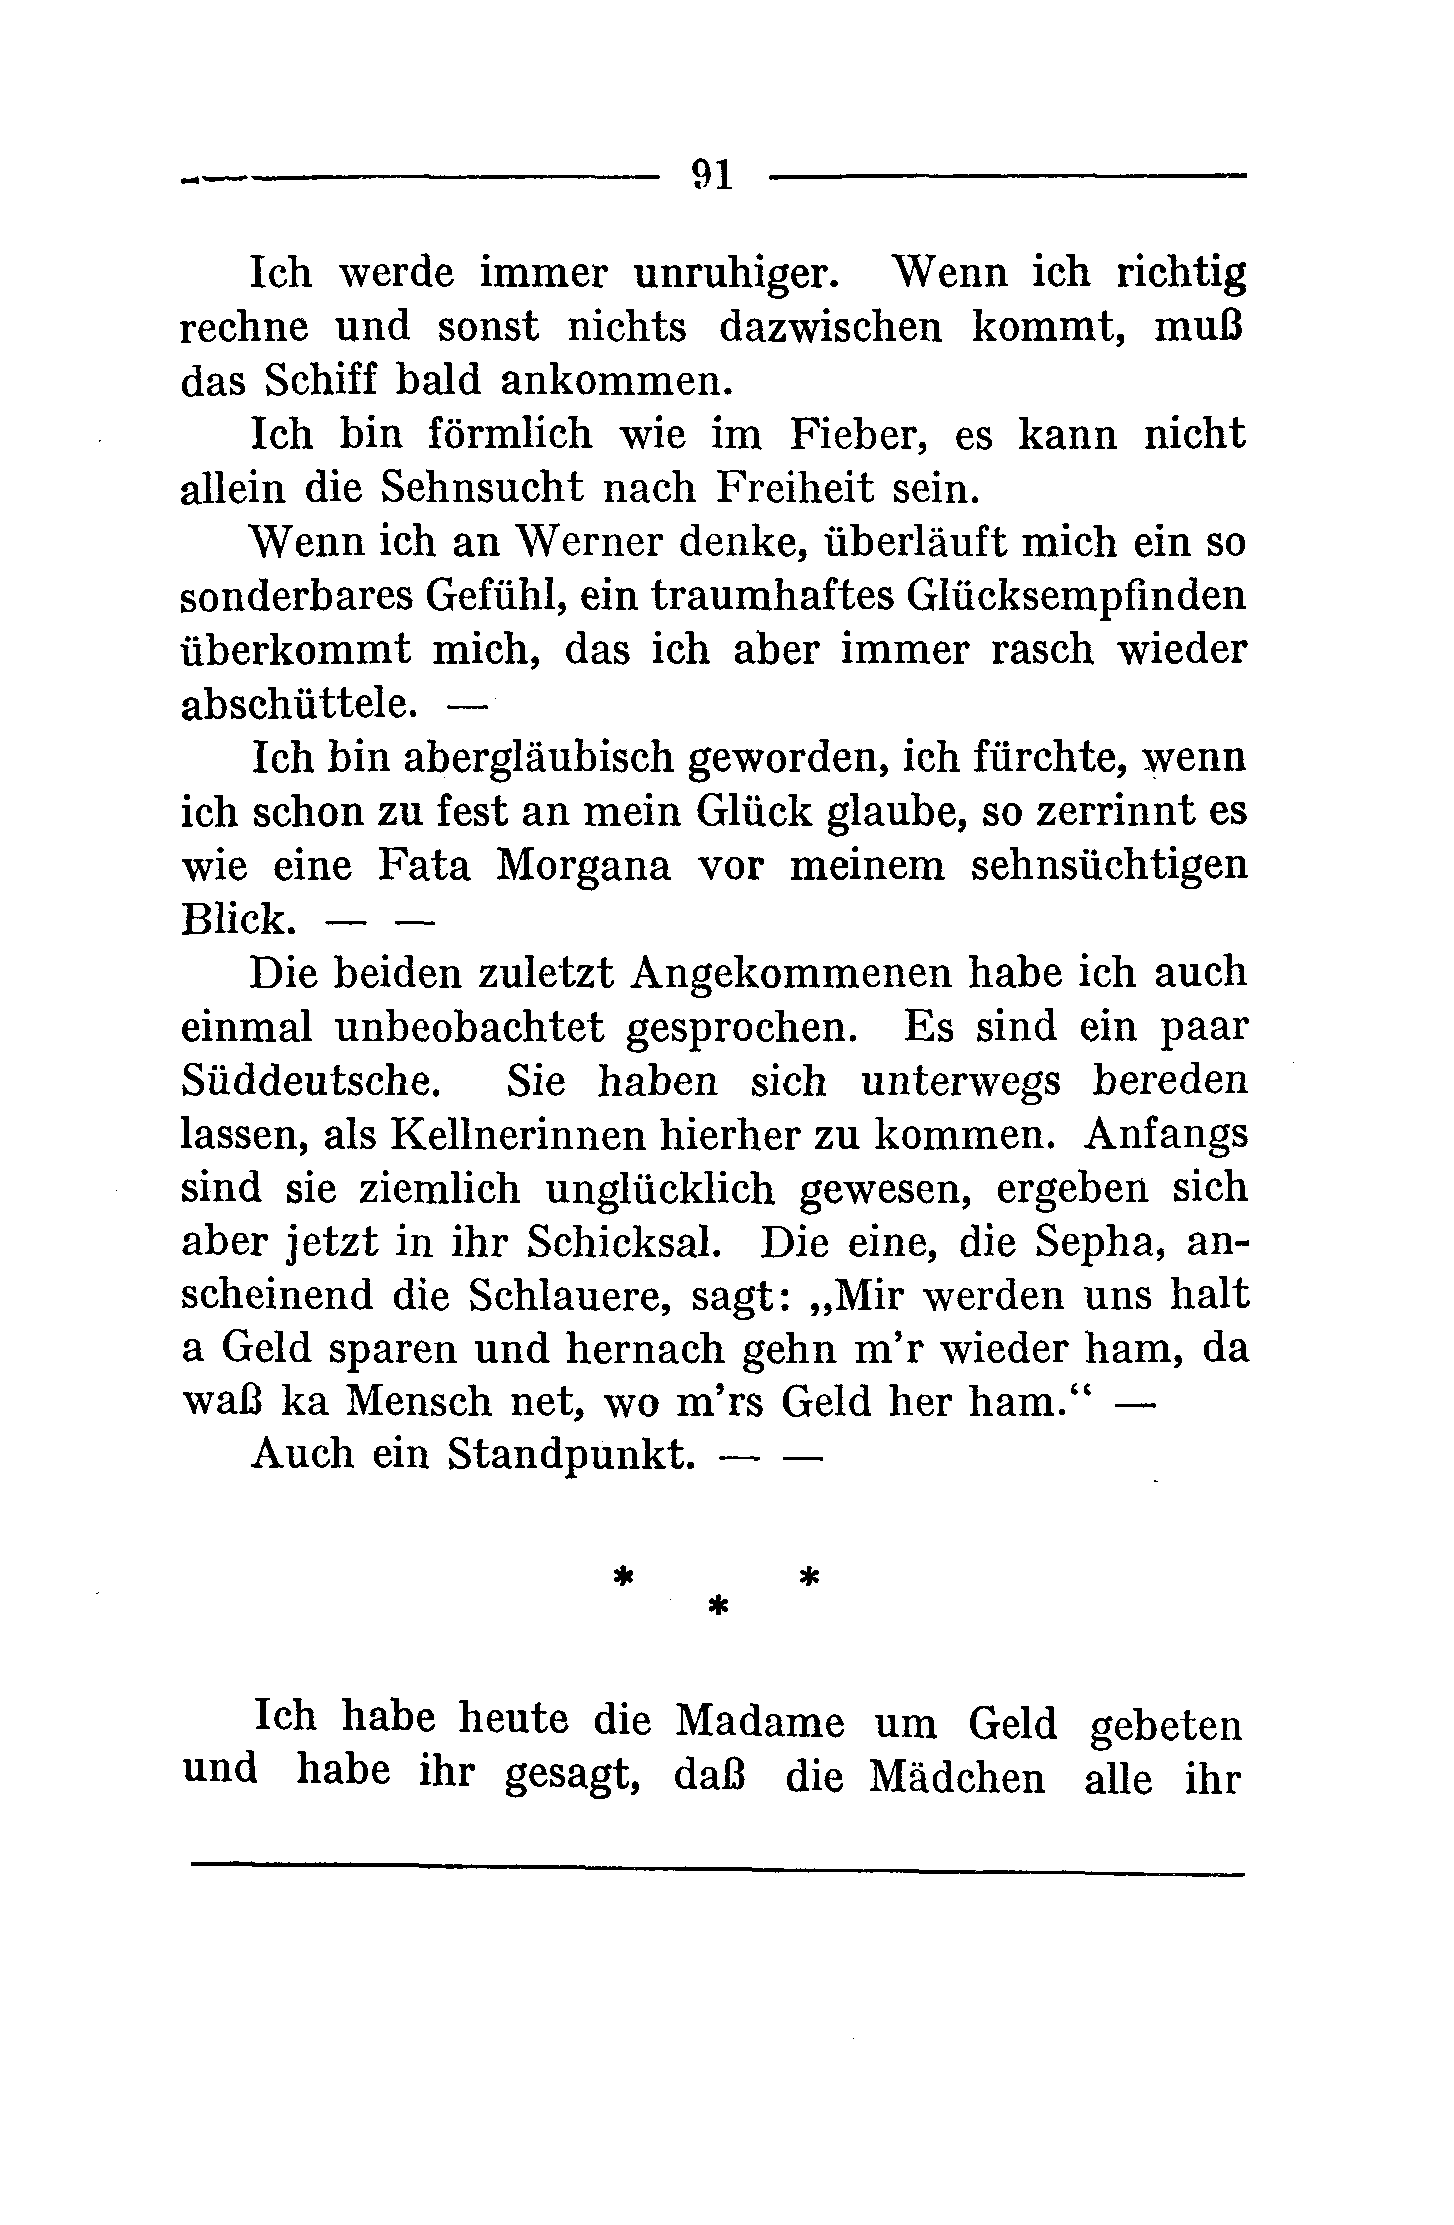 91
Ich werde immer unruhiger. Wenn ich richtig
rechne und sonst nichts dazwischen kommt, muß
das Schiff bald ankommen.
Ich bin förmlich wie im Fieber, es kann nicht
allein die Sehnsucht nach Freiheit sein.
Wenn ich an Werner denke, überläuft mich ein so
sonderbares Gefühl, ein traumhaftes Glücksempfinden
überkommt mich, das ich aber immer rasch wieder
abschüttele. —
Ich bin abergläubisch geworden, ich fürchte, wenn
ich schon zu fest an mein Glück glaube, so zerrinnt es
wie eine Fata Morgana vor meinem sehnsüchtigen
Blick. — —
Die beiden zuletzt Angekommenen habe ich auch
einmal unbeobachtet gesprochen. Es sind ein paar
Süddeutsche. Sie haben sich unterwegs bereden
lassen, als Kellnerinnen hierher zu kommen. Anfangs
sind sie ziemlich unglücklich gewesen, ergeben sich
aber jetzt in ihr Schicksal. Die eine, die Sepha, an-
scheinend die Schlauere, sagt: „Mir werden uns halt
a Geld sparen und hernach gehn m’r wieder ham, da
waß ka Mensch net, wo m’rs Geld her ham.“ —
Auch ein Standpunkt. — —
* *
*
Ich habe heute die Madame um Geld gebeten
und habe ihr gesagt, daß die Mädchen alle ihr